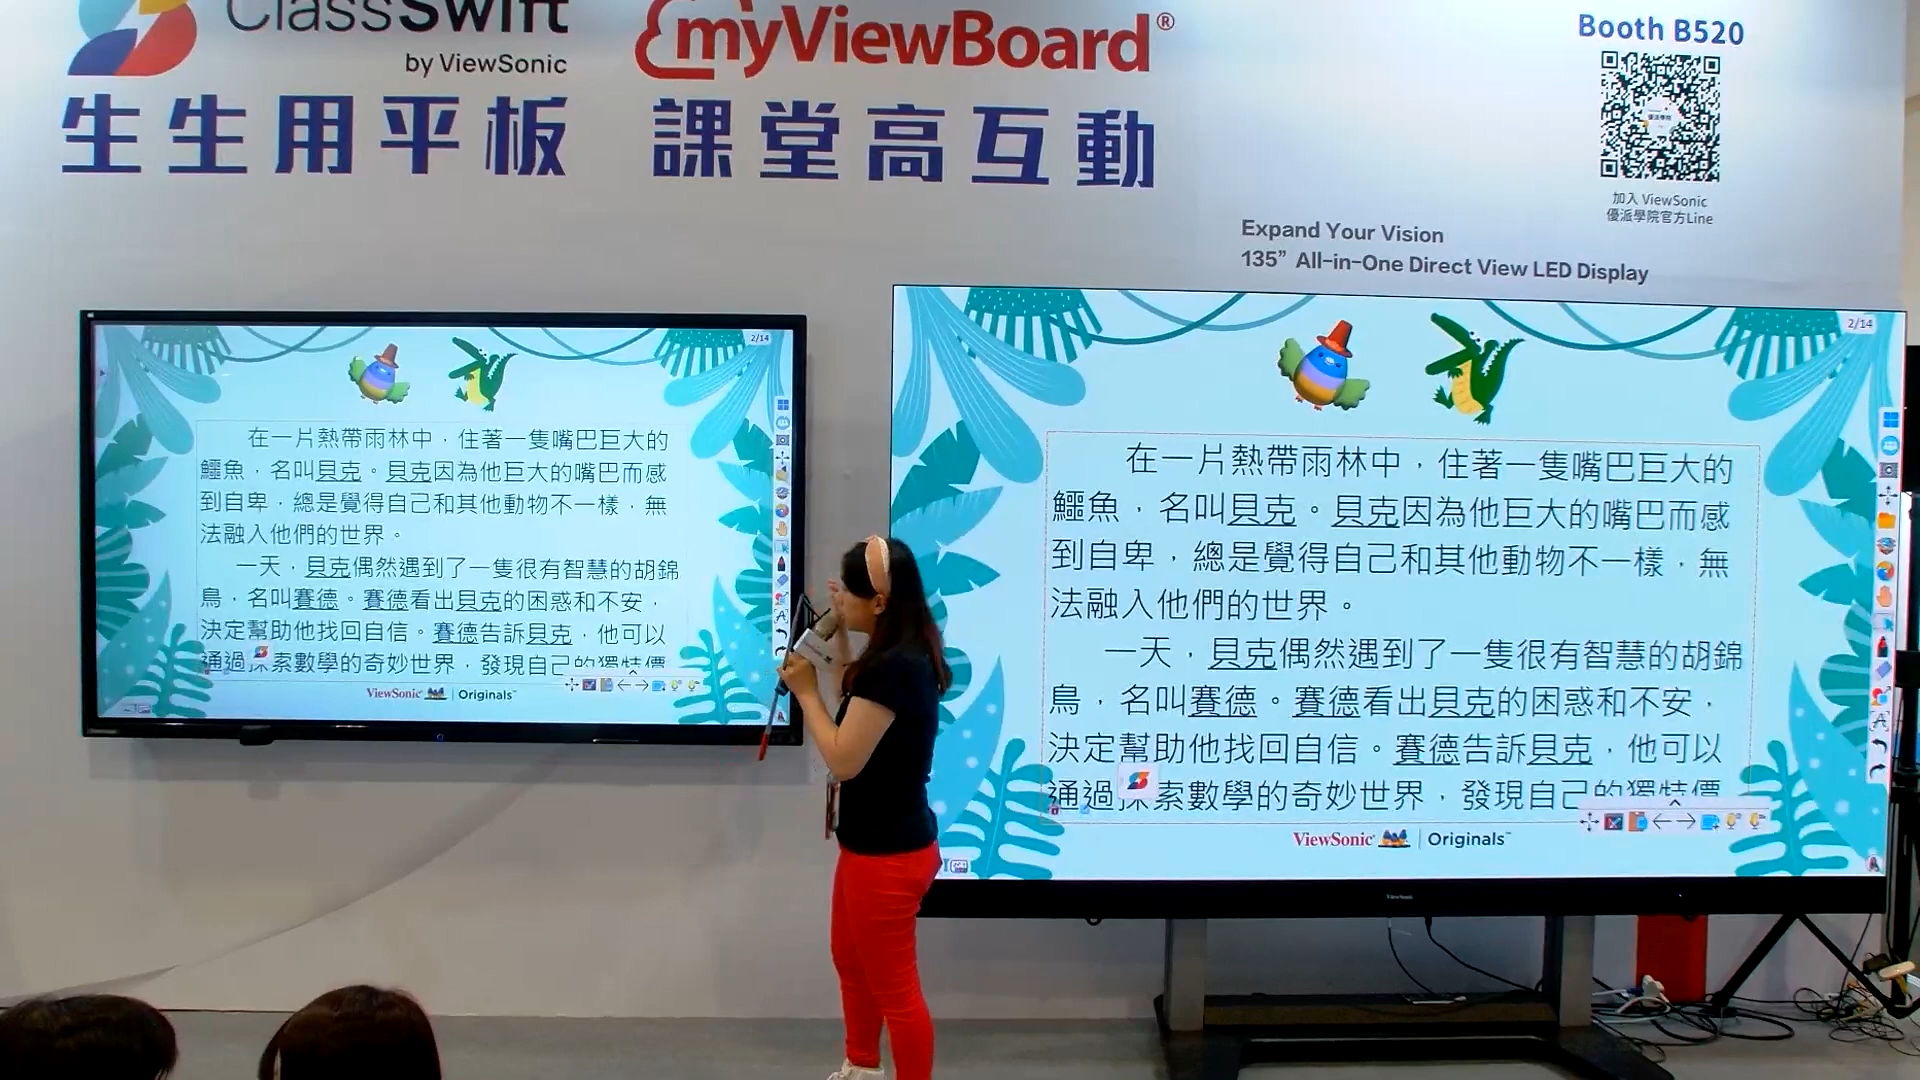 ClassSwift
by ViewSonic
myViewBoard®
生生用平板 課堂高互動
Booth B520
加入 ViewSonic
優派學院官方Line
Expand Your Vision
135” All-in-One Direct View LED Display
2/14
在一片熱帶雨林中，住著一隻嘴巴巨大的
鱷魚，名叫貝克。貝克因為他巨大的嘴巴而感
到自卑，總是覺得自己和其他動物不一樣，無
法融入他們的世界。
一天，貝克偶然遇到了一隻很有智慧的胡錦
鳥，名叫賽德。賽德看出貝克的困惑和不安，
決定幫助他找回自信。賽德告訴貝克，他可以
通過探索數學的奇妙世界，發現自己的獨特價
ViewSonic Originals™
2/14
在一片熱帶雨林中，住著一隻嘴巴巨大的
鱷魚，名叫貝克。貝克因為他巨大的嘴巴而感
到自卑，總是覺得自己和其他動物不一樣，無
法融入他們的世界。
一天，貝克偶然遇到了一隻很有智慧的胡錦
鳥，名叫賽德。賽德看出貝克的困惑和不安，
決定幫助他找回自信。賽德告訴貝克，他可以
通過探索數學的奇妙世界，發現自己的獨特價
ViewSonic Originals™
ViewSonic